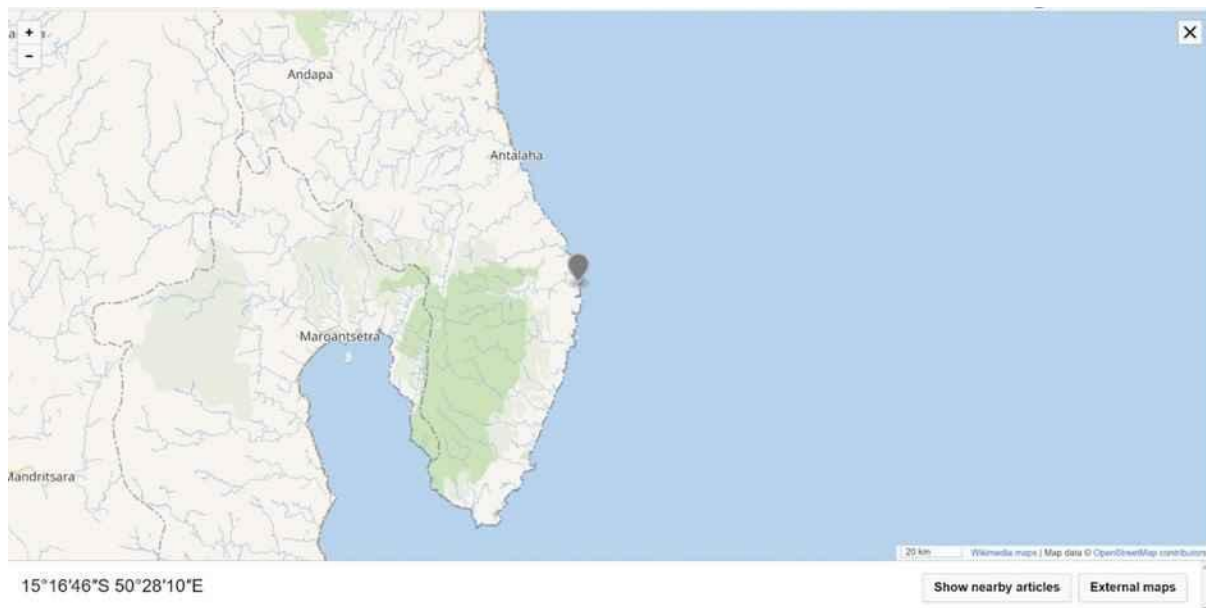 +
−
Andapa
Antalaha
Maroantsetra
Mandritsara
20 km
Wikimedia maps | Map data © OpenStreetMap contributors
15°16′46″S 50°28′10″E
Show nearby articles
External maps